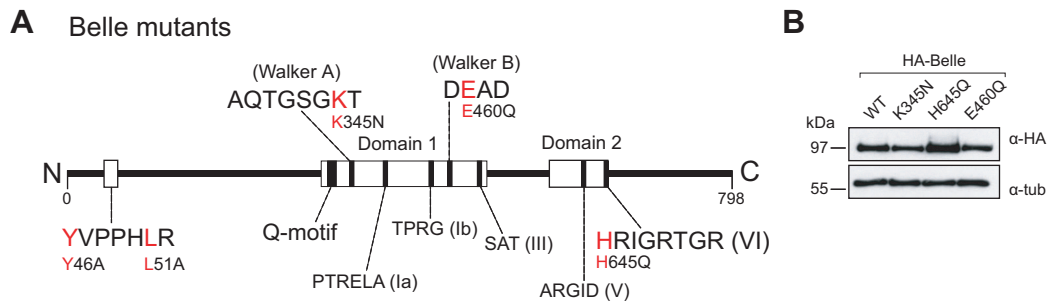 A Belle mutants
(Walker A)
AQTGSGKT
K345N
(Walker B)
DEAD
E460Q
Domain 1
Domain 2
N
C
0
798
YVPPHLR
Y46A L51A
Q-motif
PTRELA (Ia)
TPRG (Ib)
SAT (III)
ARGID (V)
HRIGRTGR (VI)
H645Q
B
HA-Belle
WT K345N H645Q E460Q
kDa
97
α-HA
55
α-tub